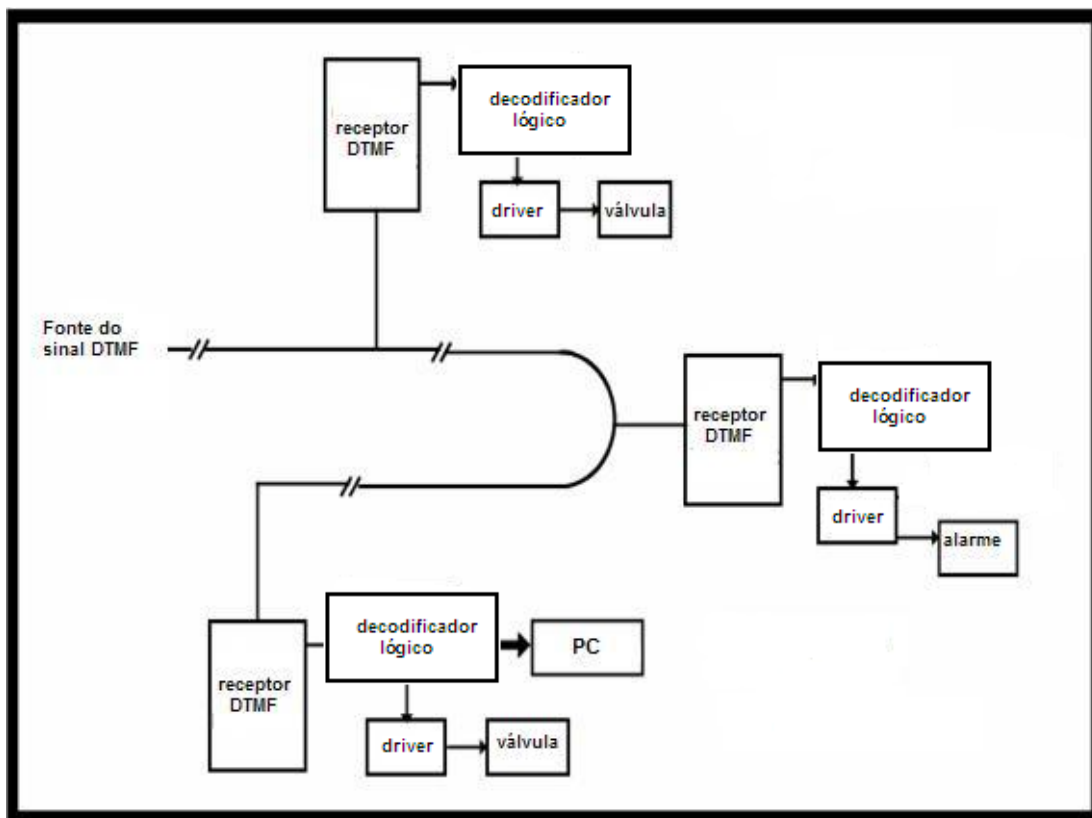 receptor
DTMF
decodificador
lógico
driver
válvula
Fonte do
sinal DTMF
receptor
DTMF
decodificador
lógico
driver
alarme
receptor
DTMF
decodificador
lógico
PC
driver
válvula